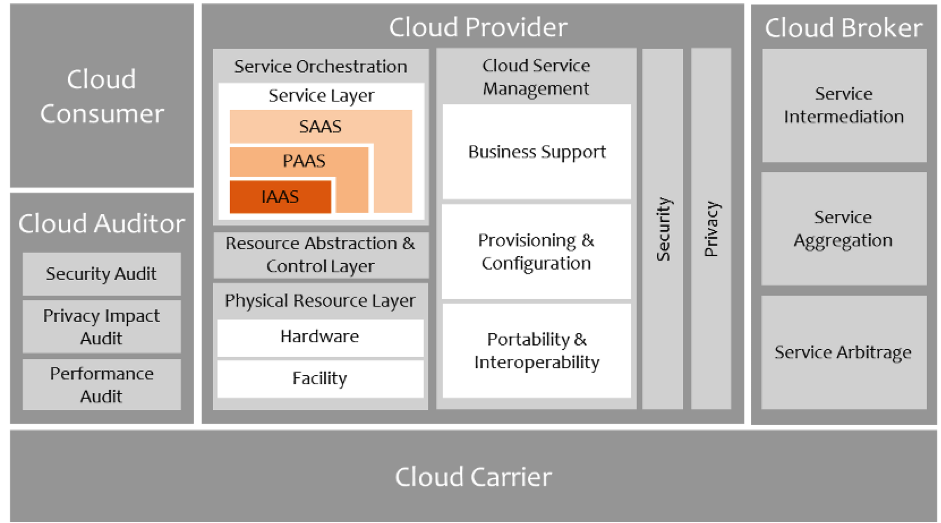 Cloud
Consumer
Cloud Auditor
Security Audit
Privacy Impact
Audit
Performance
Audit
Cloud Provider
Service Orchestration
Service Layer
SAAS
PAAS
IAAS
Resource Abstraction &
Control Layer
Physical Resource Layer
Hardware
Facility
Cloud Service
Management
Business Support
Provisioning &
Configuration
Portability &
Interoperability
Security
Privacy
Cloud Broker
Service
Intermediation
Service
Aggregation
Service Arbitrage
Cloud Carrier